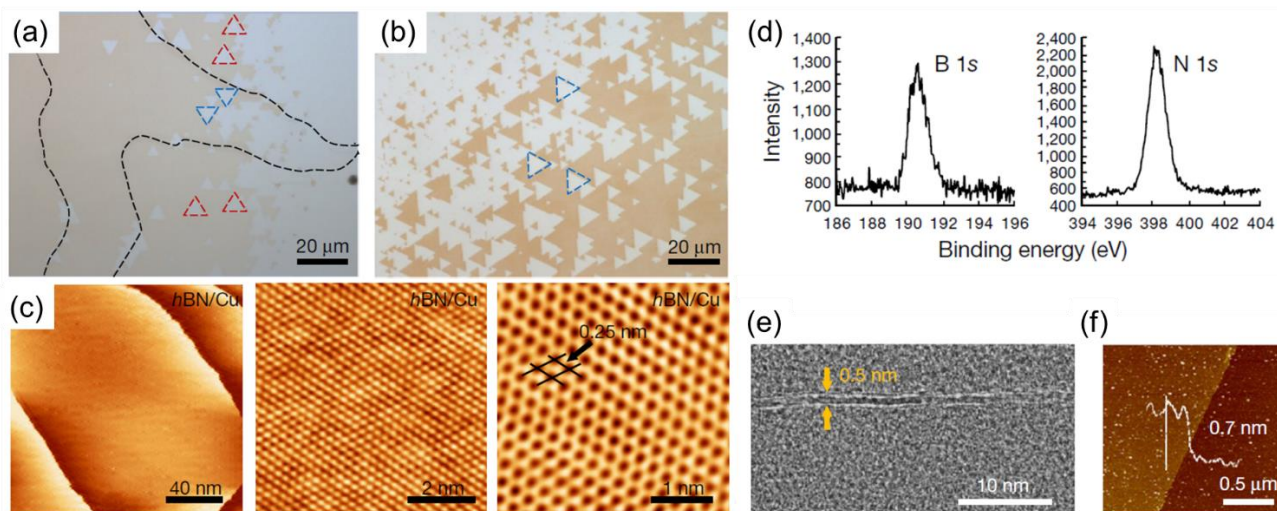 (a)
20 μm
(b)
20 μm
(c)
hBN/Cu
40 nm
hBN/Cu
2 nm
hBN/Cu
0.25 nm
1 nm
(d)
Intensity
1,400
1,300
1,200
1,100
1,000
900
800
700
B 1s
186 188 190 192 194 196
2,400
2,200
2,000
1,800
1,600
1,400
1,200
1,000
800
600
400
N 1s
394 396 398 400 402 404
Binding energy (eV)
(e)
0.5 nm
10 nm
(f)
0.7 nm
0.5 μm